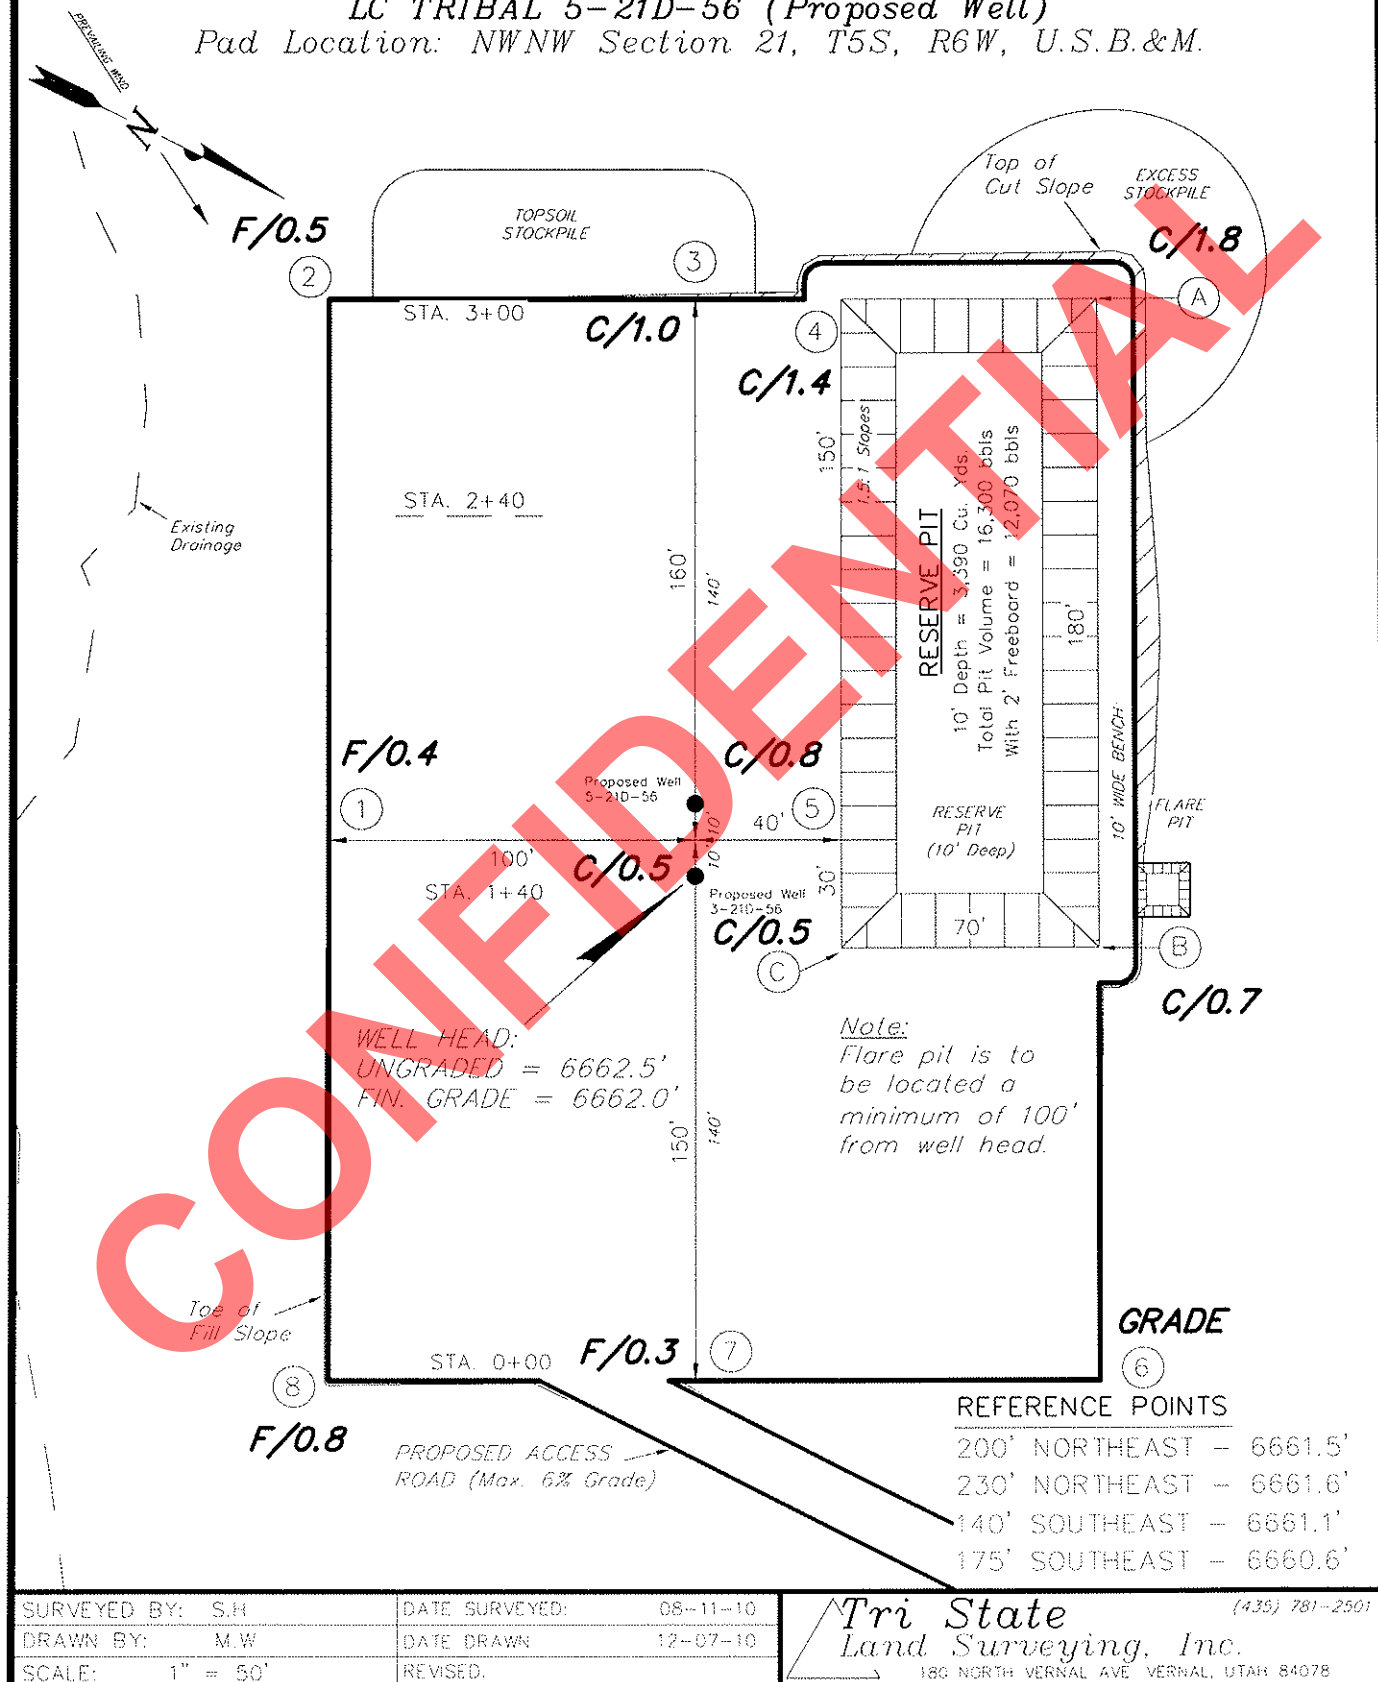 LC TRIBAL 5-21D-56 (Proposed Well)
Pad Location: NWNW Section 21, T5S, R6W, U.S.B.&M.
PREVAILING WIND
N
F/0.5
2
TOPSOIL
STOCKPILE
3
Top of
Cut Slope
EXCESS
STOCKPILE
C/1.8
A
STA. 3+00
C/1.0
4
C/1.4
STA. 2+40
Existing
Drainage
160'
140'
150'
1.5:1 Slopes
RESERVE PIT
10' Depth = 3,390 Cu. Yds.
Total Pit Volume = 16,300 bbls
With 2' Freeboard = 12,070 bbls
180'
10' WIDE BENCH
F/0.4
1
Proposed Well
5-21D-56
C/0.8
5
40'
10'
10'
RESERVE
PIT
(10' Deep)
FLARE
PIT
100'
C/0.5
STA. 1+40
Proposed Well
3-21D-56
C/0.5
30'
70'
C
B
C/0.7
WELL HEAD:
UNGRADED = 6662.5'
FIN. GRADE = 6662.0'
150'
140'
Note:
Flare pit is to
be located a
minimum of 100'
from well head.
CONFIDENTIAL
Toe of
Fill Slope
8
F/0.8
STA. 0+00
F/0.3
7
GRADE
6
PROPOSED ACCESS
ROAD (Max. 6% Grade)
REFERENCE POINTS
200' NORTHEAST - 6661.5'
230' NORTHEAST - 6661.6'
140' SOUTHEAST - 6661.1'
175' SOUTHEAST - 6660.6'
SURVEYED BY: S.H
DATE SURVEYED: 08-11-10
DRAWN BY: M.W
DATE DRAWN 12-07-10
SCALE: 1" = 50'
REVISED.
Tri State
(435) 781-2501
Land Surveying, Inc.
180 NORTH VERNAL AVE VERNAL, UTAH 84078